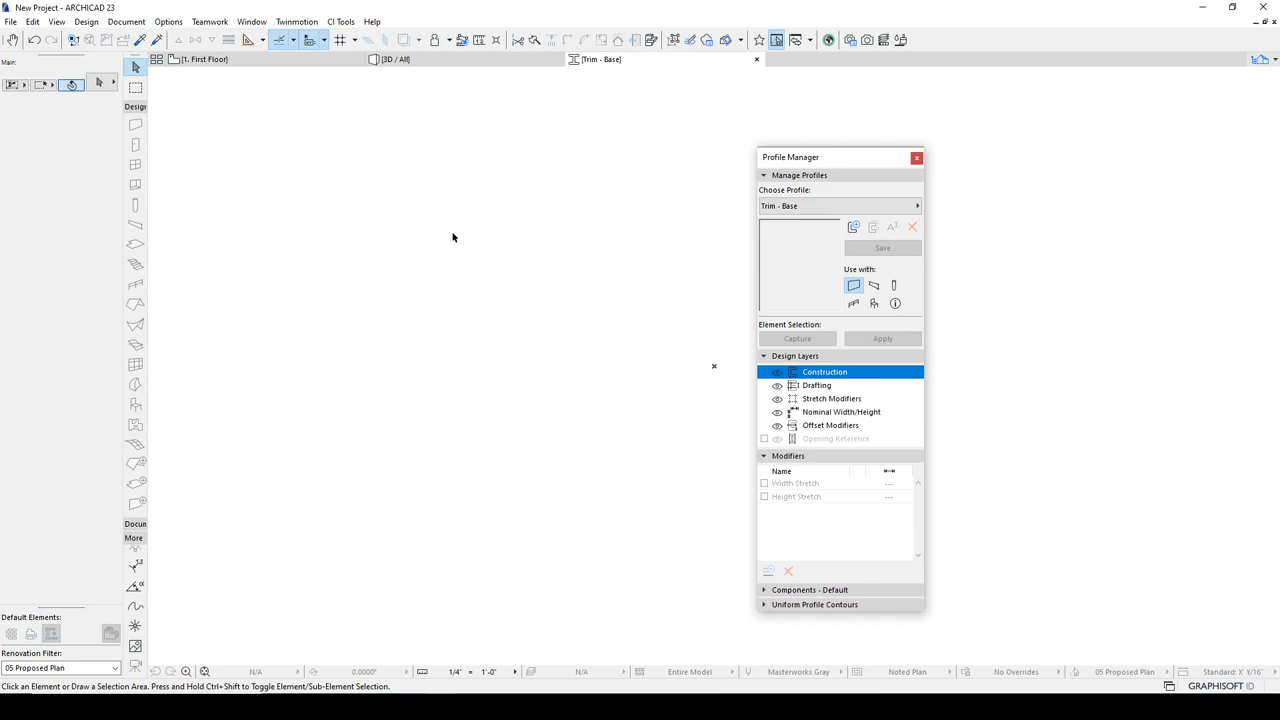 New Project - ARCHICAD 23
File Edit View Design Document Options Teamwork Window Twinmotion CI Tools Help
[1. First Floor] [3D / All] [Trim - Base]
Main:
Design
Profile Manager
Manage Profiles
Choose Profile:
Trim - Base
Save
Use with:
Element Selection:
Capture Apply
Design Layers
Construction
Drafting
Stretch Modifiers
Nominal Width/Height
Offset Modifiers
Opening Reference
Modifiers
Name
Width Stretch ---
Height Stretch ---
Docun
More
Components - Default
Uniform Profile Contours
Default Elements:
Renovation Filter:
05 Proposed Plan
N/A 0.0000° 1/4" = 1'-0" N/A Entire Model Masterworks Gray Noted Plan No Overrides 05 Proposed Plan Standard: X' Y/16"
Click an Element or Draw a Selection Area. Press and Hold Ctrl+Shift to Toggle Element/Sub-Element Selection.
GRAPHISOFT ID